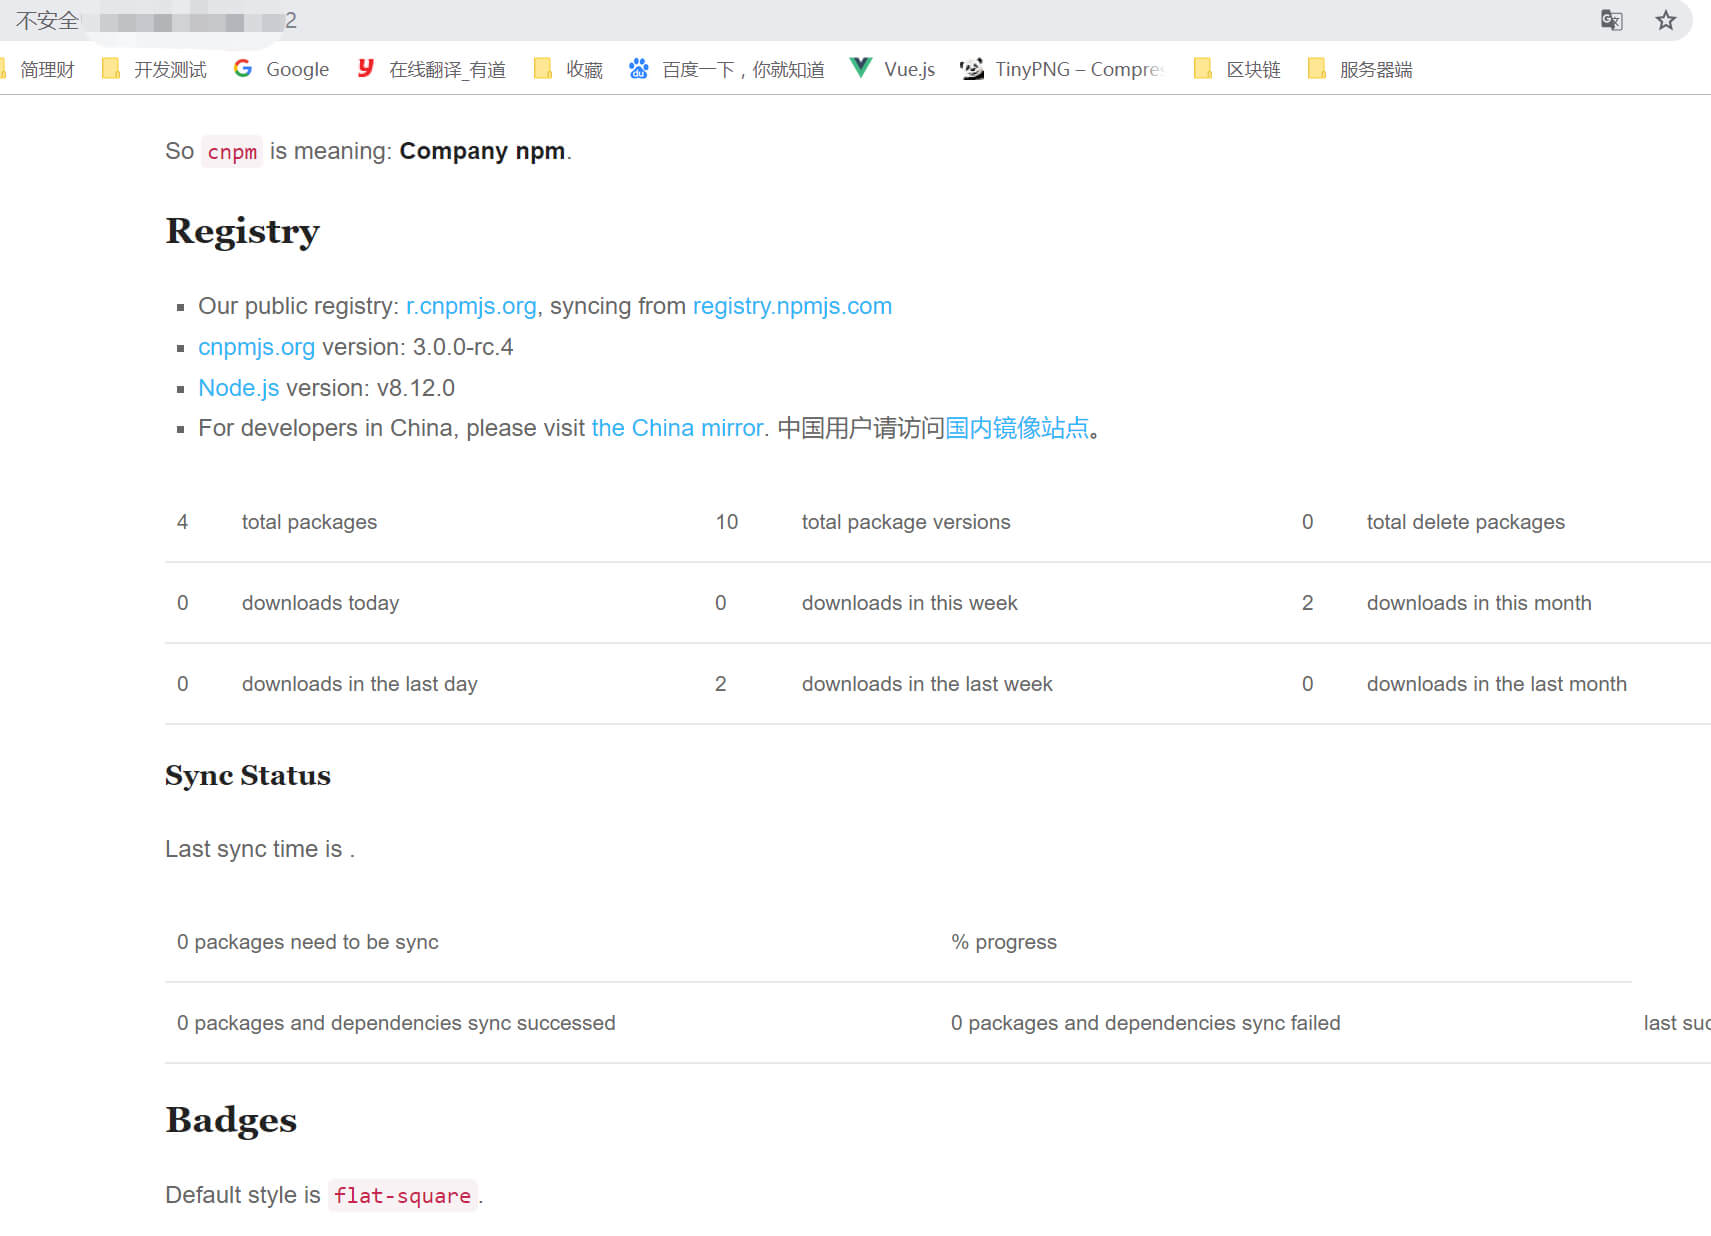 不安全 2
简理财 开发测试 Google 在线翻译_有道 收藏 百度一下，你就知道 Vue.js TinyPNG – Compres 区块链 服务器端
So cnpm is meaning: Company npm.
Registry
Our public registry: r.cnpmjs.org, syncing from registry.npmjs.com
cnpmjs.org version: 3.0.0-rc.4
Node.js version: v8.12.0
For developers in China, please visit the China mirror. 中国用户请访问国内镜像站点。
4 total packages 10 total package versions 0 total delete packages
0 downloads today 0 downloads in this week 2 downloads in this month
0 downloads in the last day 2 downloads in the last week 0 downloads in the last month
Sync Status
Last sync time is .
0 packages need to be sync % progress
0 packages and dependencies sync successed 0 packages and dependencies sync failed last suc
Badges
Default style is flat-square.